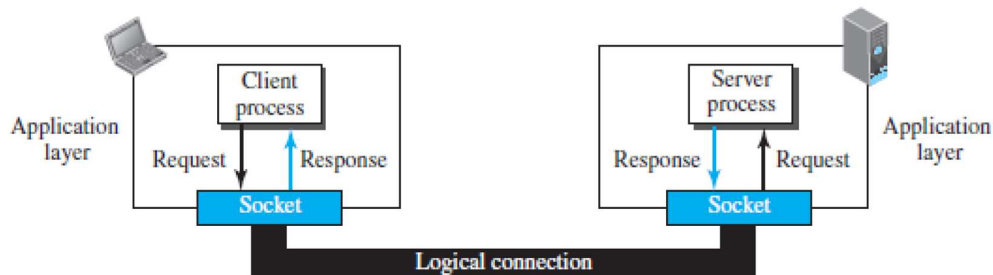 Client
process
Server
process
Application
layer
Request
Response
Response
Request
Application
layer
Socket
Socket
Logical connection